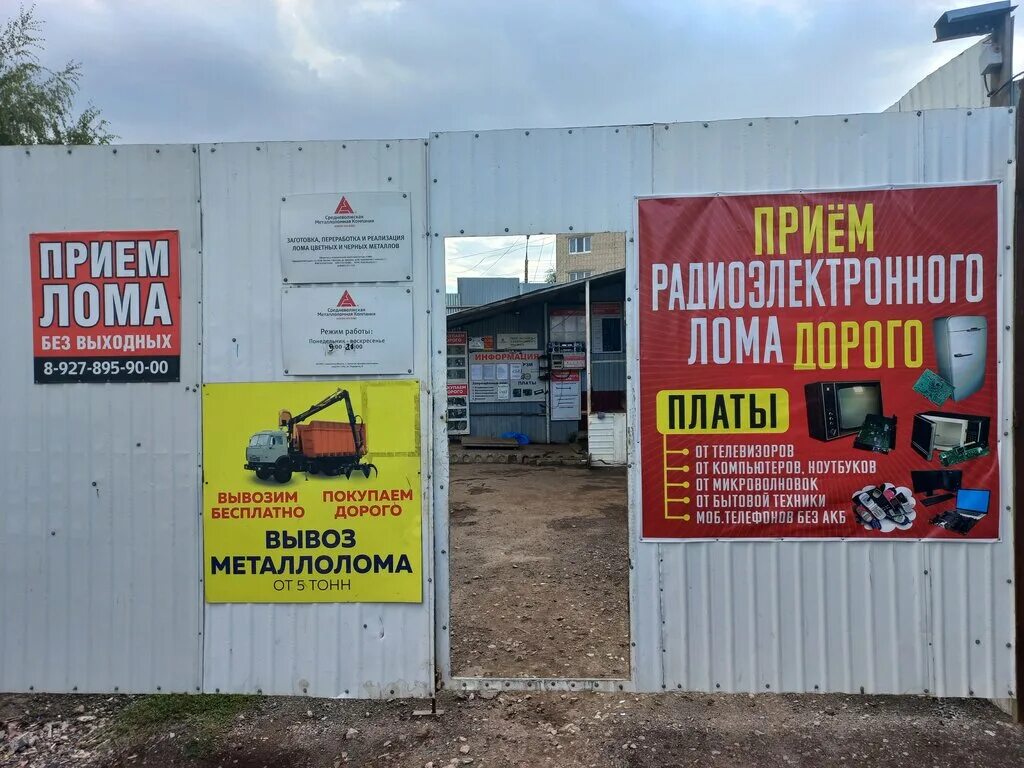 ПРИЕМ
ЛОМА
БЕЗ ВЫХОДНЫХ
8-927-895-90-00
Средневолжская
Металлоломная Компания
ЗАГОТОВКА, ПЕРЕРАБОТКА И РЕАЛИЗАЦИЯ
ЛОМА ЦВЕТНЫХ И ЧЕРНЫХ МЕТАЛЛОВ
Средневолжская
Металлоломная Компания
Режим работы:
Понедельник - воскресенье
ВЫВОЗИМ
БЕСПЛАТНО
ПОКУПАЕМ
ДОРОГО
ВЫВОЗ
МЕТАЛЛОЛОМА
ОТ 5 ТОНН
ИНФОРМАЦИЯ
ПРИЁМ
РАДИОЭЛЕКТРОННОГО
ЛОМА ДОРОГО
ПЛАТЫ
ОТ ТЕЛЕВИЗОРОВ
ОТ КОМПЬЮТЕРОВ, НОУТБУКОВ
ОТ МИКРОВОЛНОВОК
ОТ БЫТОВОЙ ТЕХНИКИ
МОБ.ТЕЛЕФОНОВ БЕЗ АКБ